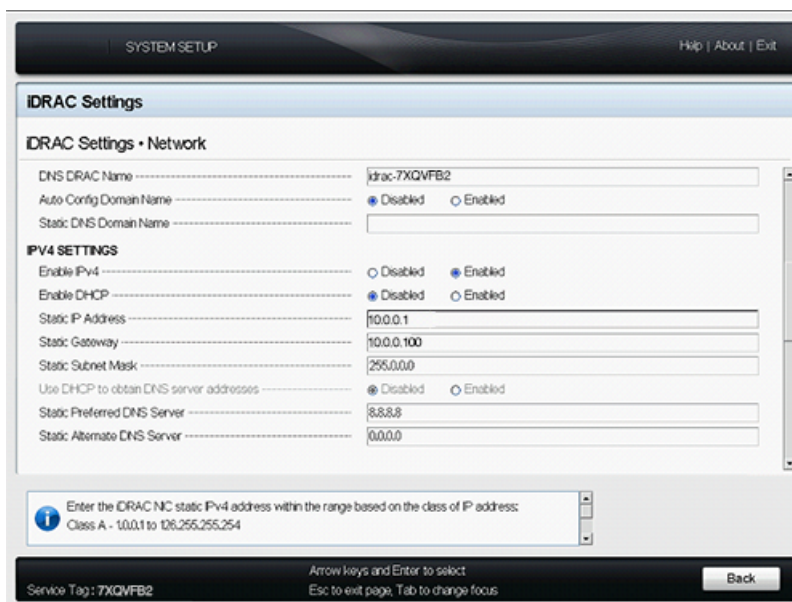 SYSTEM SETUP
Help | About | Exit
iDRAC Settings
iDRAC Settings • Network
DNS DRAC Name idrac-7XQVFB2
Auto Config Domain Name Disabled Enabled
Static DNS Domain Name
IPV4 SETTINGS
Enable IPv4 Disabled Enabled
Enable DHCP Disabled Enabled
Static IP Address 10.0.0.1
Static Gateway 10.0.0.100
Static Subnet Mask 255.0.0.0
Use DHCP to obtain DNS server addresses Disabled Enabled
Static Preferred DNS Server 8.8.8.8
Static Alternate DNS Server 0.0.0.0
Enter the iDRAC NIC static IPv4 address within the range based on the class of IP address:
Class A - 1.0.0.1 to 126.255.255.254
Arrow keys and Enter to select
Service Tag : 7XQVFB2 Esc to exit page, Tab to change focus
Back